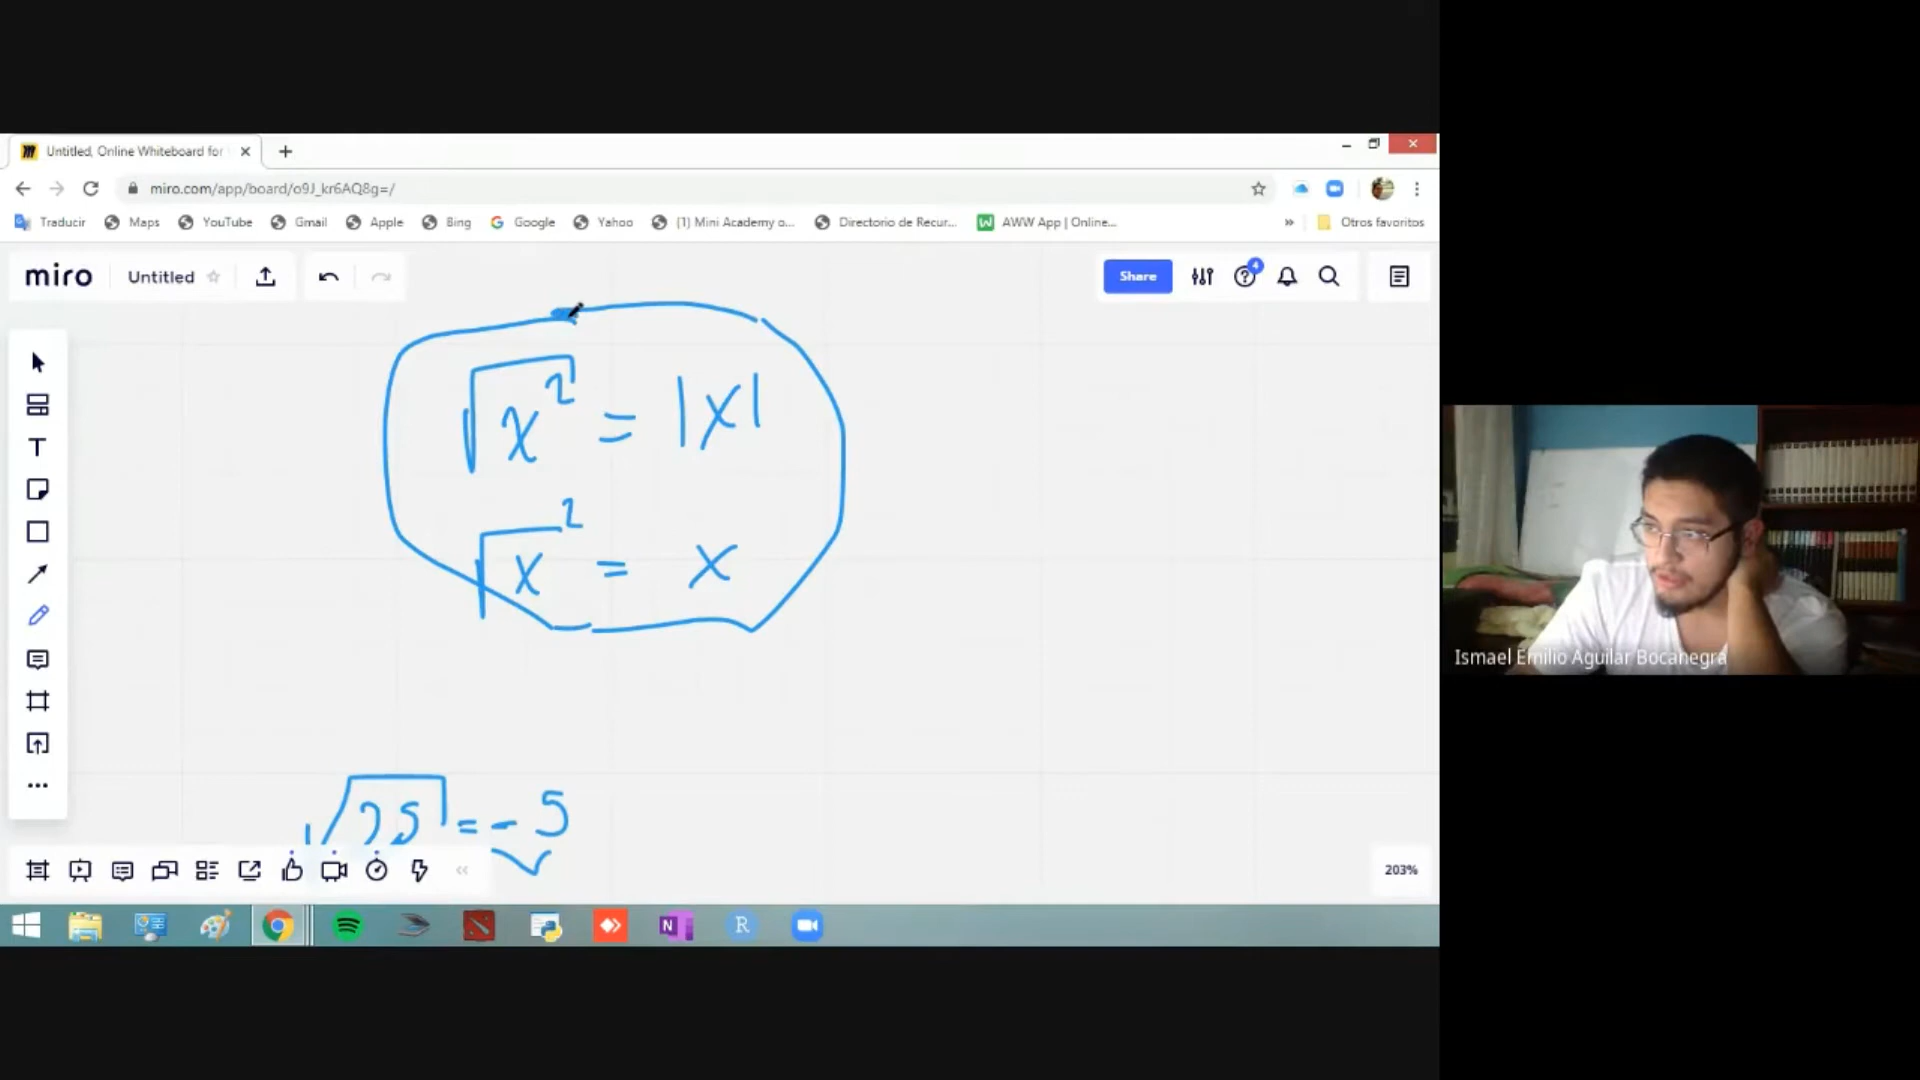 Untitled, Online Whiteboard for
miro.com/app/board/o9J_kr6AQ8g=/
Traducir Maps YouTube Gmail Apple Bing Google Yahoo (1) Mini Academy o... Directorio de Recur... AWW App | Online... » Otros favoritos
miro Untitled Share 4
√x² = |x|
√x² = x
√25 = - 5
Ismael Emilio Aguilar Bocanegra
203%